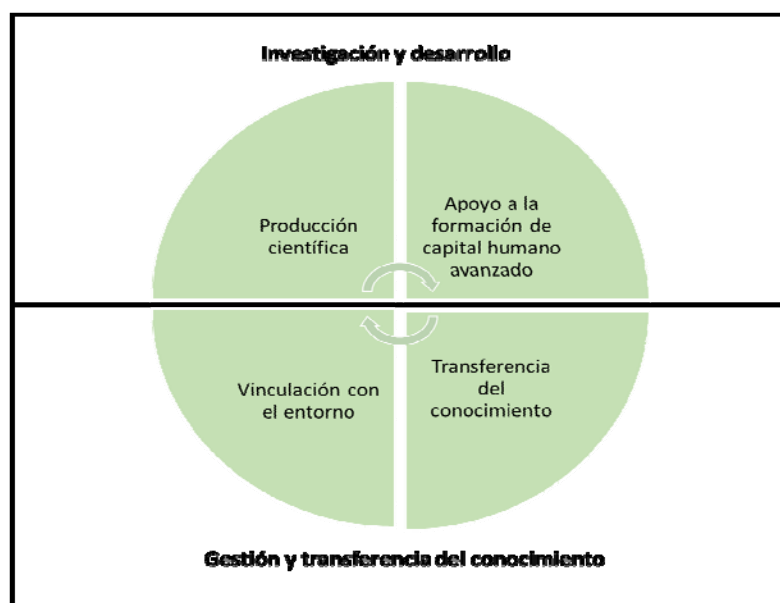 Investigación y desarrollo
Producción
científica
Apoyo a la
formación de
capital humano
avanzado
Vinculación con
el entorno
Transferencia
del
conocimiento
Gestión y transferencia del conocimiento